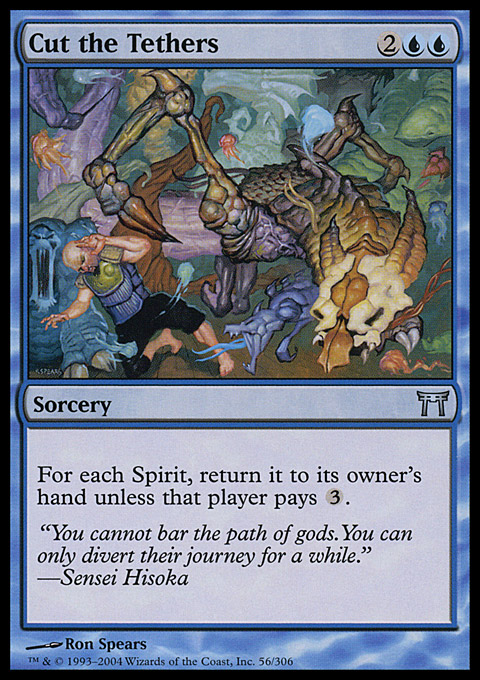 Cut the Tethers 2
Sorcery
For each Spirit, return it to its owner's
hand unless that player pays 3.
“You cannot bar the path of gods. You can
only divert their journey for a while.”
—Sensei Hisoka
Ron Spears
™ & © 1993–2004 Wizards of the Coast, Inc. 56/306